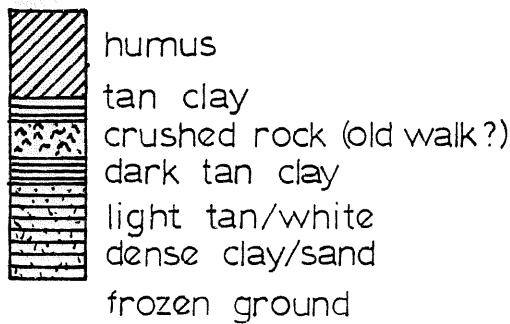 humus
tan clay
crushed rock (old walk?)
dark tan clay
light tan/white
dense clay/sand
frozen ground